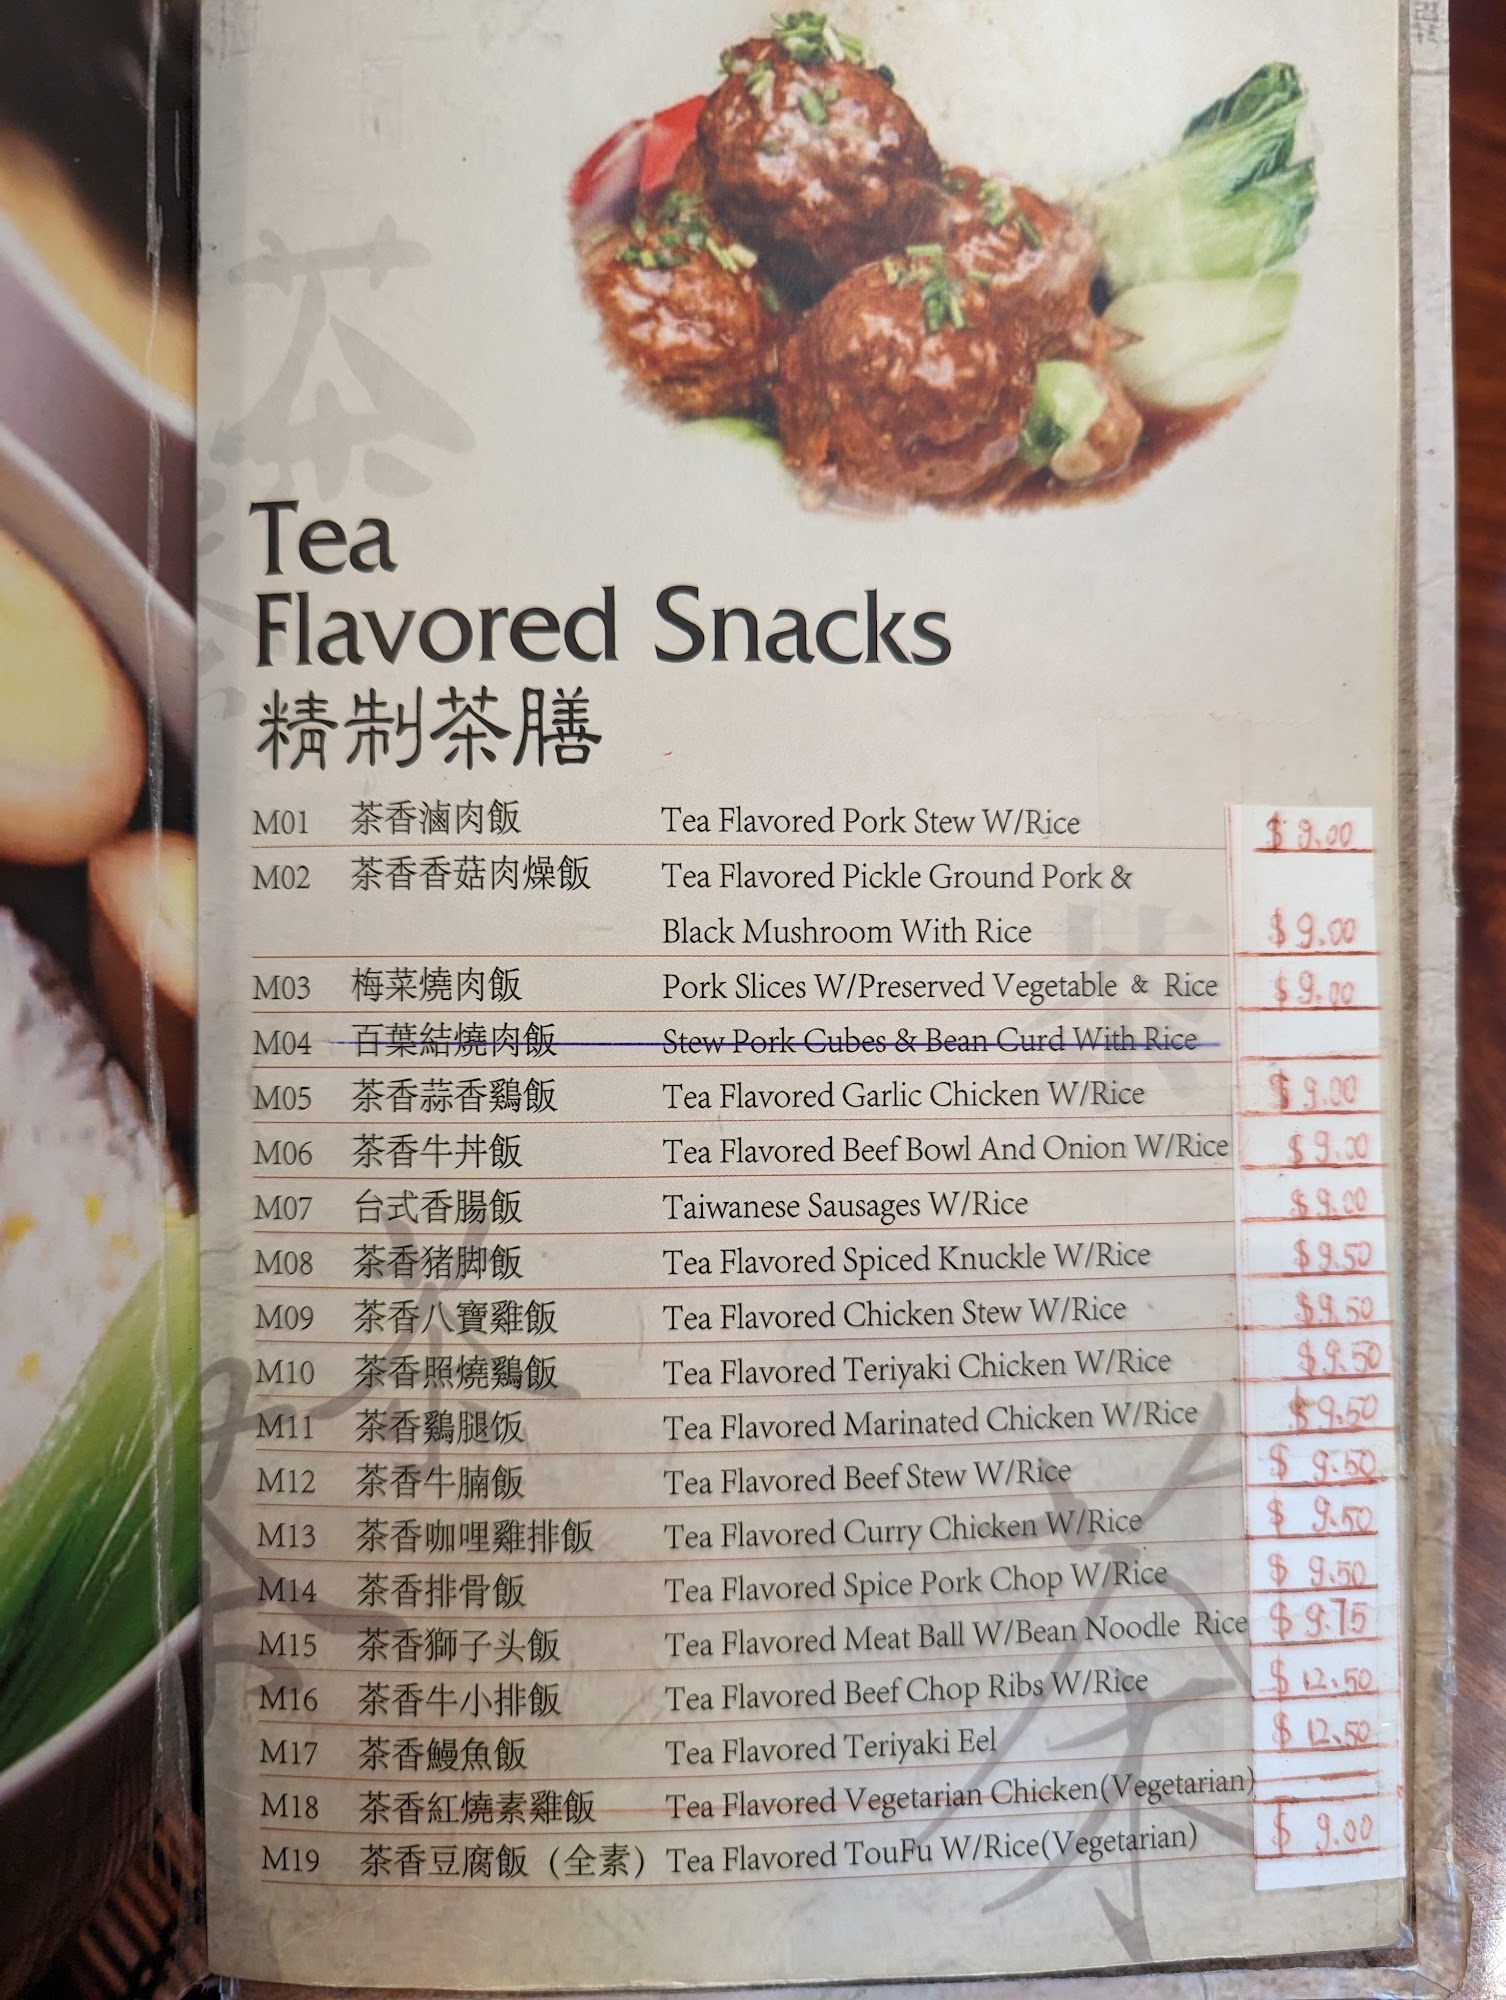 Tea
Flavored Snacks
精制茶膳
M01 茶香滷肉飯 Tea Flavored Pork Stew W/Rice $ 9.00
M02 茶香香菇肉燥飯 Tea Flavored Pickle Ground Pork &
Black Mushroom With Rice $ 9.00
M03 梅菜燒肉飯 Pork Slices W/Preserved Vegetable & Rice $ 9.00
M04 百葉結燒肉飯 Stew Pork Cubes & Bean Curd With Rice
M05 茶香蒜香鷄飯 Tea Flavored Garlic Chicken W/Rice $ 9.00
M06 茶香牛丼飯 Tea Flavored Beef Bowl And Onion W/Rice $ 9.00
M07 台式香腸飯 Taiwanese Sausages W/Rice $ 9.00
M08 茶香猪脚飯 Tea Flavored Spiced Knuckle W/Rice $ 9.50
M09 茶香八寶雞飯 Tea Flavored Chicken Stew W/Rice $ 9.50
M10 茶香照燒鷄飯 Tea Flavored Teriyaki Chicken W/Rice $ 9.50
M11 茶香鷄腿饭 Tea Flavored Marinated Chicken W/Rice $ 9.50
M12 茶香牛腩飯 Tea Flavored Beef Stew W/Rice $ 9.50
M13 茶香咖哩雞排飯 Tea Flavored Curry Chicken W/Rice $ 9.50
M14 茶香排骨飯 Tea Flavored Spice Pork Chop W/Rice $ 9.50
M15 茶香獅子头飯 Tea Flavored Meat Ball W/Bean Noodle Rice $ 9.75
M16 茶香牛小排飯 Tea Flavored Beef Chop Ribs W/Rice $ 12.50
M17 茶香鰻魚飯 Tea Flavored Teriyaki Eel $ 12.50
M18 茶香紅燒素雞飯 Tea Flavored Vegetarian Chicken(Vegetarian)
M19 茶香豆腐飯（全素） Tea Flavored TouFu W/Rice(Vegetarian) $ 9.00